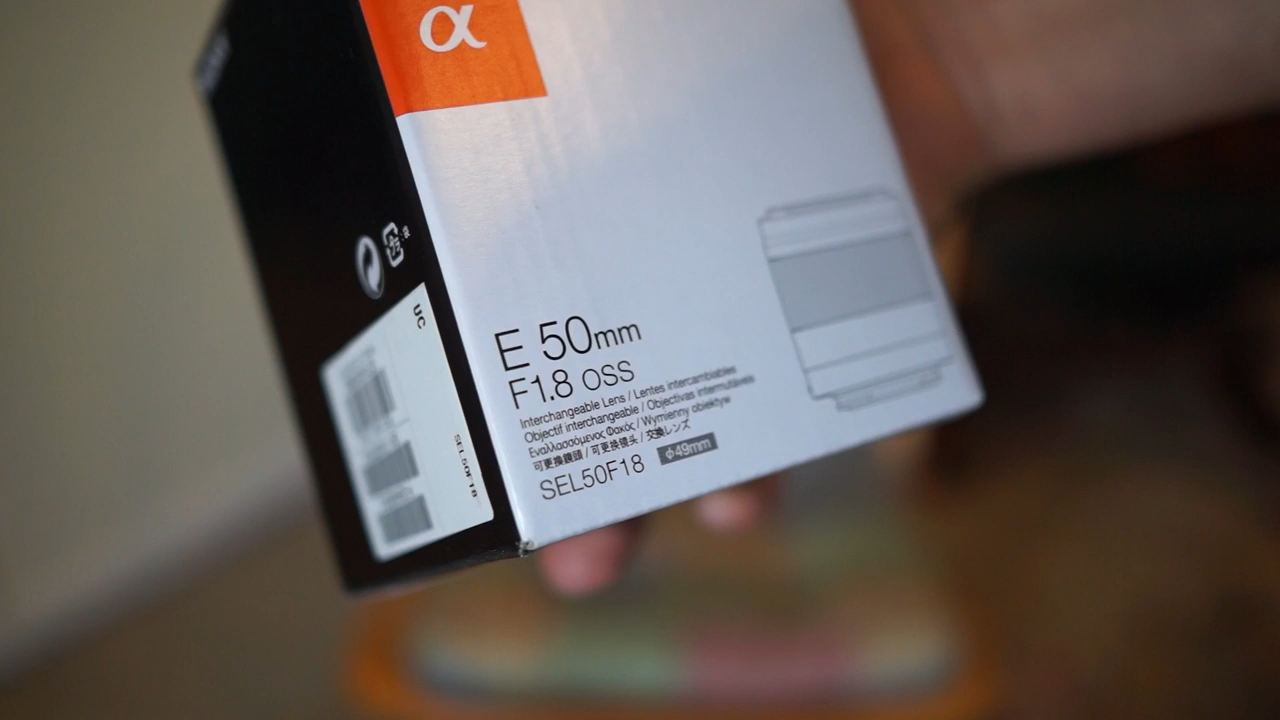 α
E 50mm
F1.8 OSS
Interchangeable Lens / Lentes intercambiables
Objectif interchangeable / Objectivas intermutáveis
Εναλλασσόμενος Φακός / Wymienny obiektyw
可更換鏡頭 / 可更换镜头 / 交換レンズ
SEL50F18 ϕ49mm
UC
SEL50F18